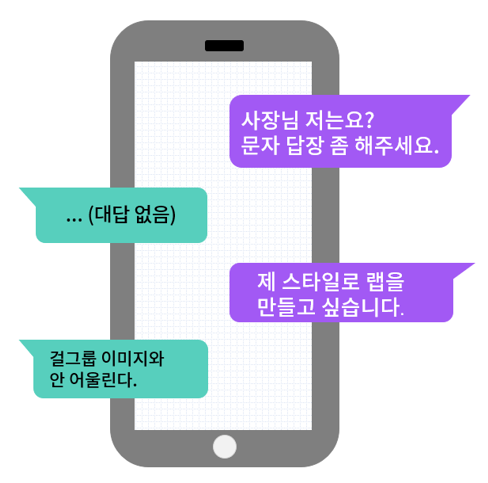 사장님 저는요?
문자 답장 좀 해주세요.
... (대답 없음)
제 스타일로 랩을
만들고 싶습니다.
걸그룹 이미지와
안 어울린다.